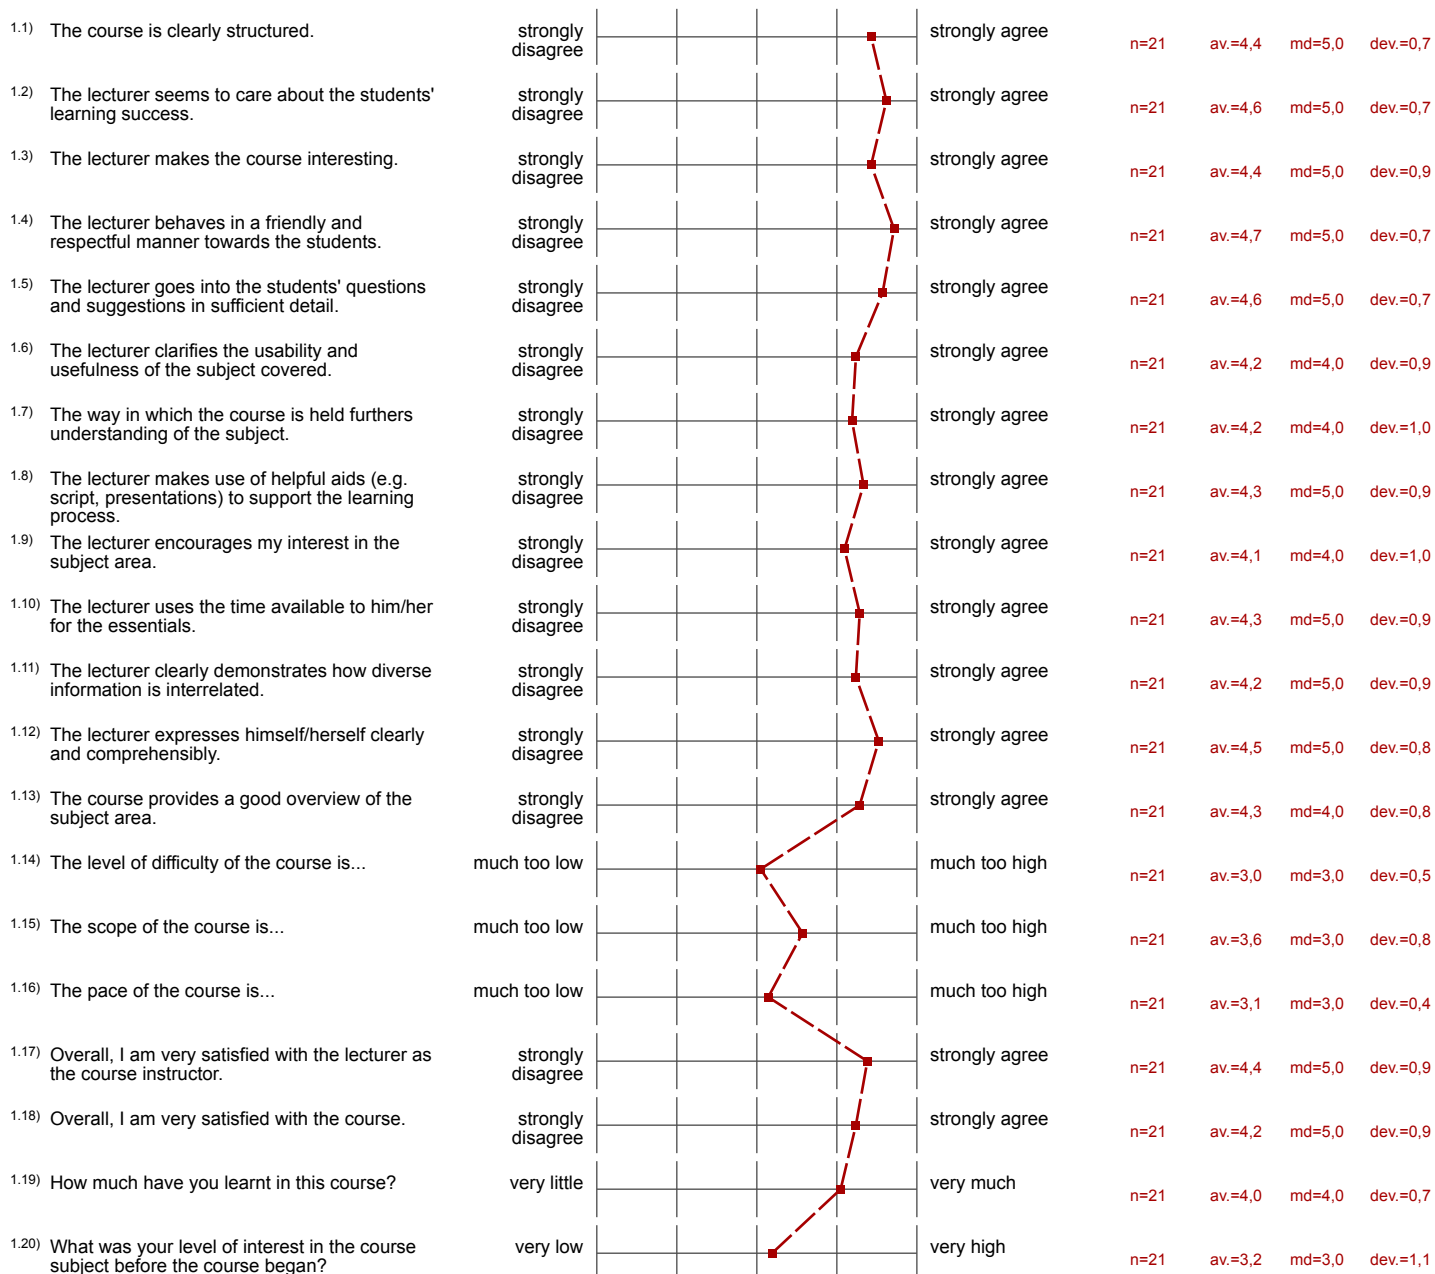 1.1) The course is clearly structured. strongly disagree strongly agree n=21 av.=4,4 md=5,0 dev.=0,7
1.2) The lecturer seems to care about the students' strongly strongly agree
learning success. disagree n=21 av.=4,6 md=5,0 dev.=0,7
1.3) The lecturer makes the course interesting. strongly disagree strongly agree n=21 av.=4,4 md=5,0 dev.=0,9
1.4) The lecturer behaves in a friendly and strongly strongly agree
respectful manner towards the students. disagree n=21 av.=4,7 md=5,0 dev.=0,7
1.5) The lecturer goes into the students' questions strongly strongly agree
and suggestions in sufficient detail. disagree n=21 av.=4,6 md=5,0 dev.=0,7
1.6) The lecturer clarifies the usability and strongly strongly agree
usefulness of the subject covered. disagree n=21 av.=4,2 md=4,0 dev.=0,9
1.7) The way in which the course is held furthers strongly strongly agree
understanding of the subject. disagree n=21 av.=4,2 md=4,0 dev.=1,0
1.8) The lecturer makes use of helpful aids (e.g. strongly strongly agree
script, presentations) to support the learning disagree n=21 av.=4,3 md=5,0 dev.=0,9
process.
1.9) The lecturer encourages my interest in the strongly strongly agree
subject area. disagree n=21 av.=4,1 md=4,0 dev.=1,0
1.10) The lecturer uses the time available to him/her strongly strongly agree
for the essentials. disagree n=21 av.=4,3 md=5,0 dev.=0,9
1.11) The lecturer clearly demonstrates how diverse strongly strongly agree
information is interrelated. disagree n=21 av.=4,2 md=5,0 dev.=0,9
1.12) The lecturer expresses himself/herself clearly strongly strongly agree
and comprehensibly. disagree n=21 av.=4,5 md=5,0 dev.=0,8
1.13) The course provides a good overview of the strongly strongly agree
subject area. disagree n=21 av.=4,3 md=4,0 dev.=0,8
1.14) The level of difficulty of the course is... much too low much too high n=21 av.=3,0 md=3,0 dev.=0,5
1.15) The scope of the course is... much too low much too high n=21 av.=3,6 md=3,0 dev.=0,8
1.16) The pace of the course is... much too low much too high n=21 av.=3,1 md=3,0 dev.=0,4
1.17) Overall, I am very satisfied with the lecturer as strongly strongly agree
the course instructor. disagree n=21 av.=4,4 md=5,0 dev.=0,9
1.18) Overall, I am very satisfied with the course. strongly disagree strongly agree n=21 av.=4,2 md=5,0 dev.=0,9
1.19) How much have you learnt in this course? very little very much n=21 av.=4,0 md=4,0 dev.=0,7
1.20) What was your level of interest in the course very low very high
subject before the course began? n=21 av.=3,2 md=3,0 dev.=1,1